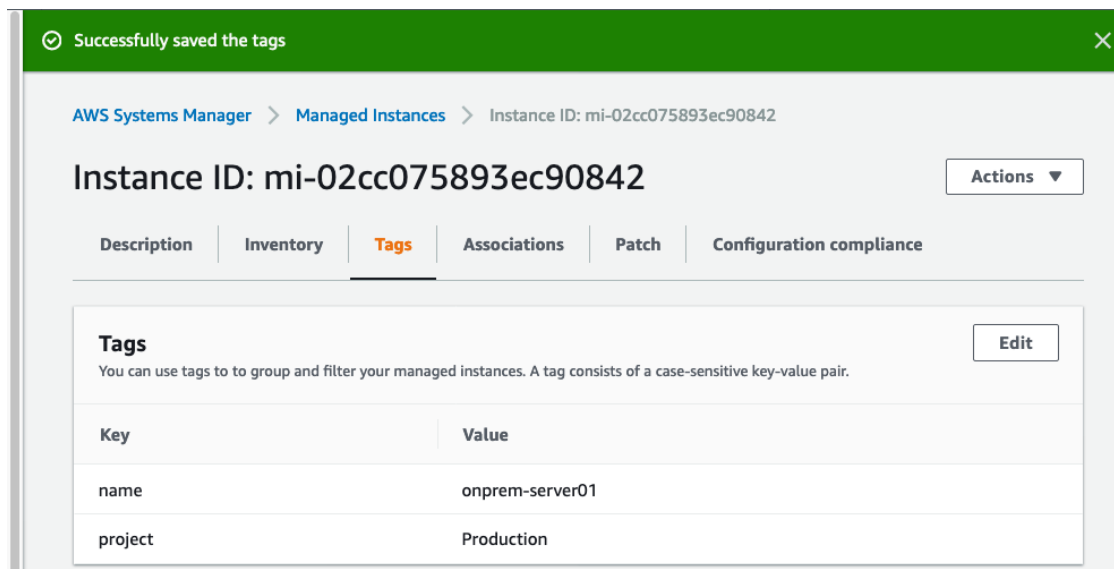 Successfully saved the tags
AWS Systems Manager > Managed Instances > Instance ID: mi-02cc075893ec90842
Instance ID: mi-02cc075893ec90842
Actions ▼
Description Inventory Tags Associations Patch Configuration compliance
Tags
Edit
You can use tags to to group and filter your managed instances. A tag consists of a case-sensitive key-value pair.
Key Value
name onprem-server01
project Production